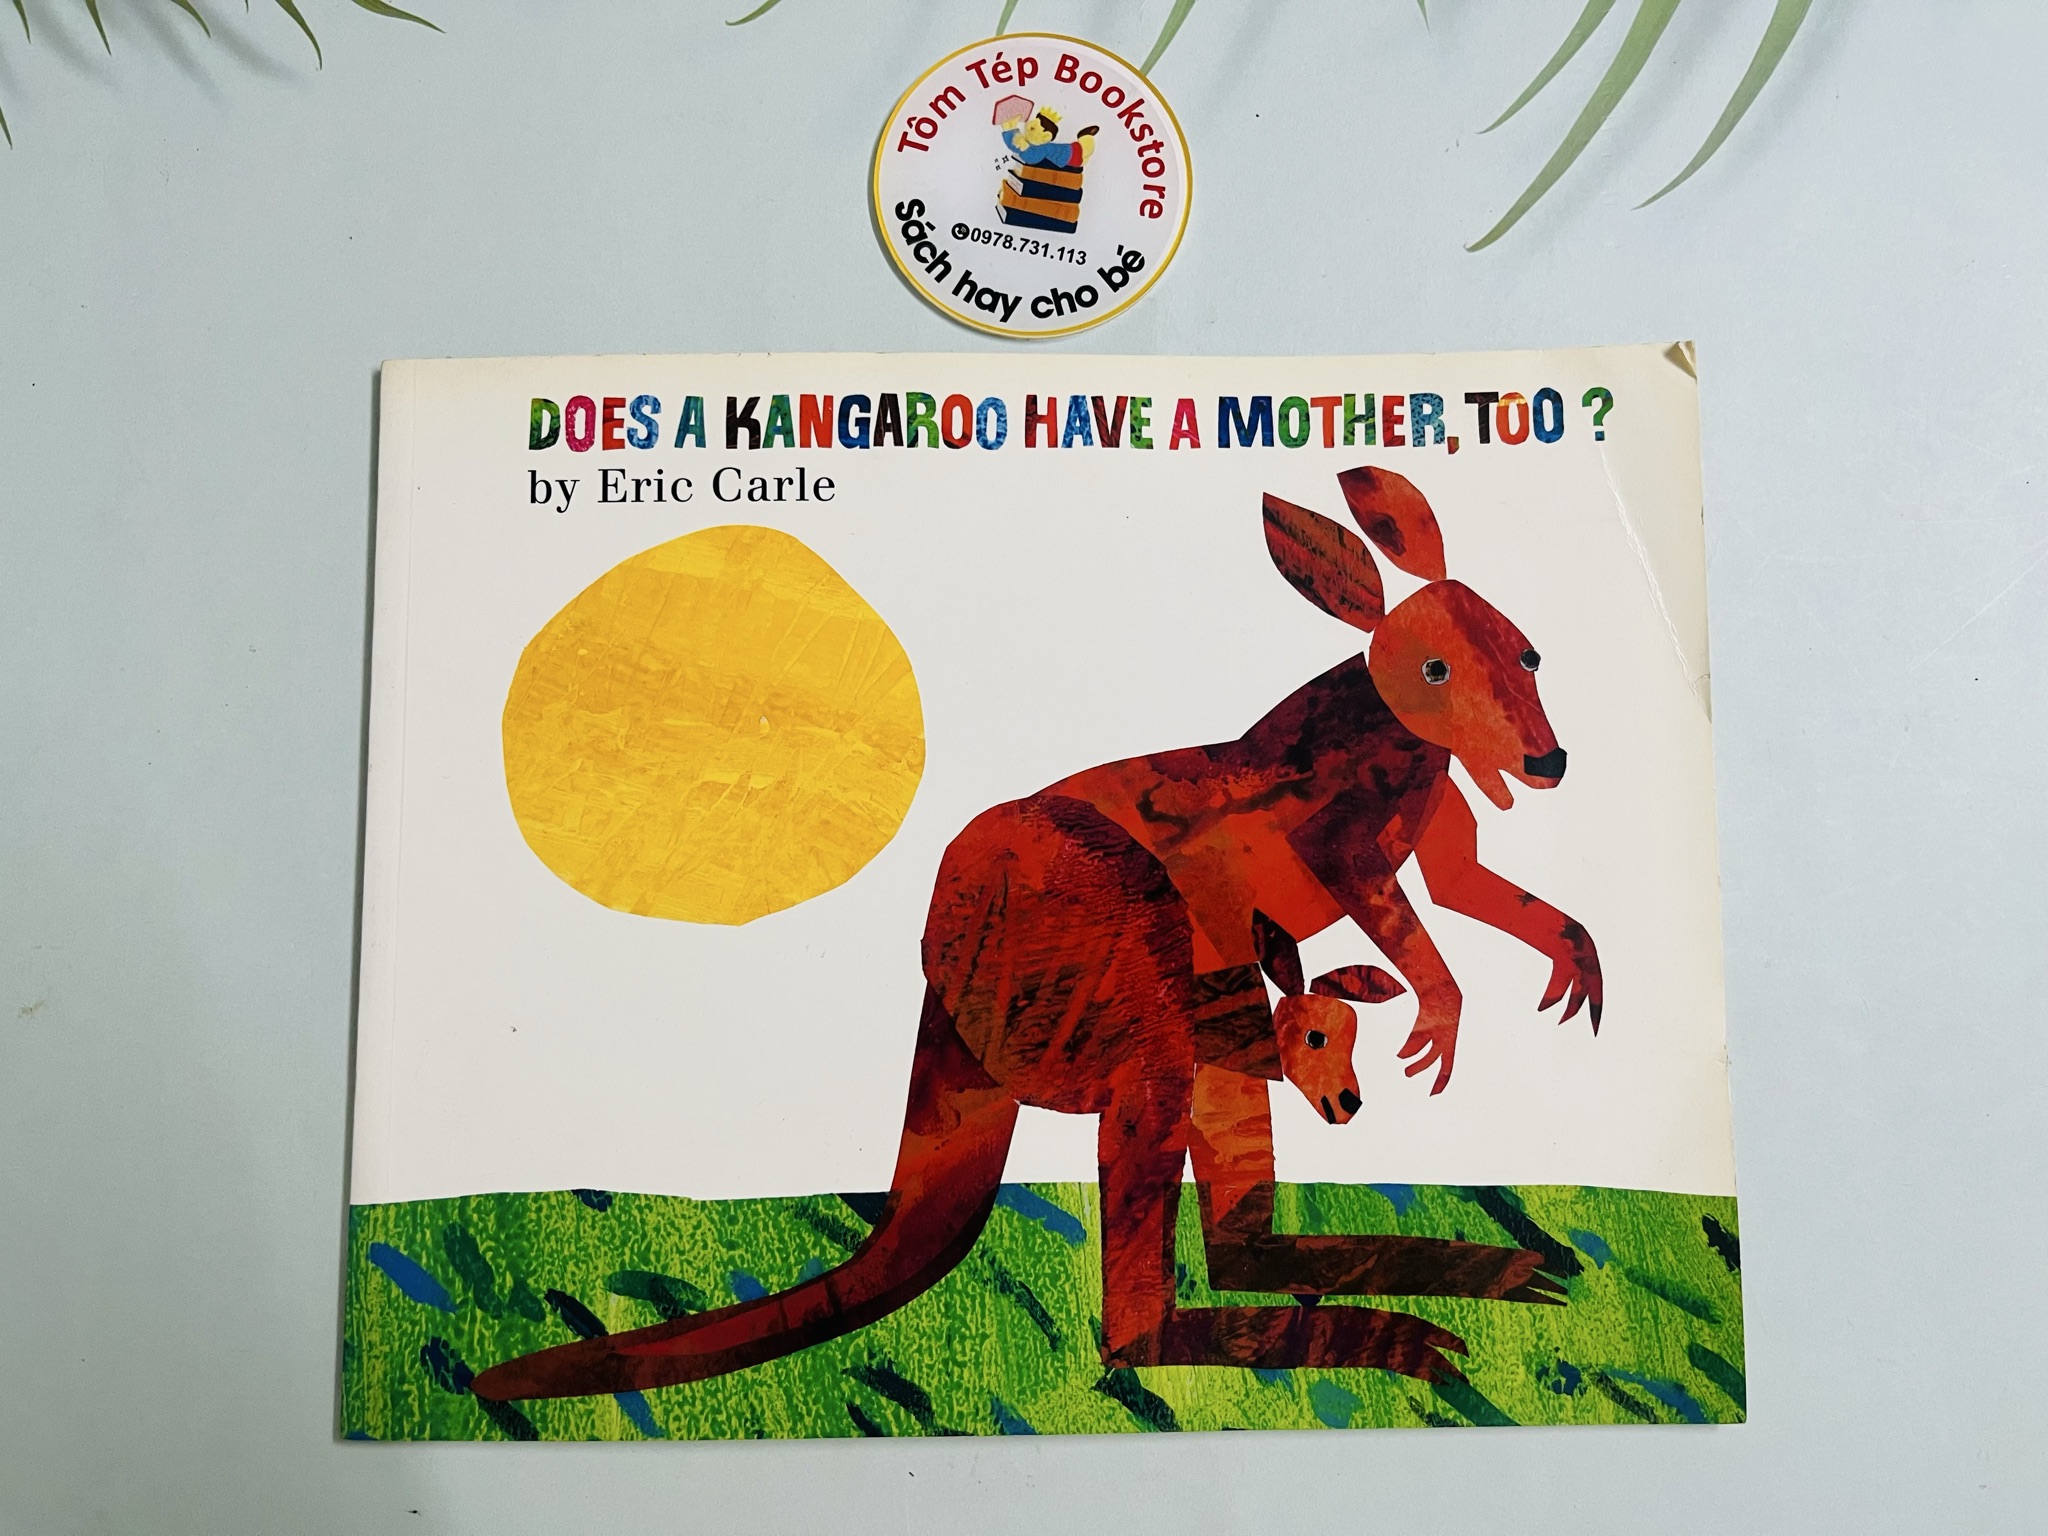 Tôm Tép Bookstore
0978.731.113
Sách hay cho bé
DOES A KANGAROO HAVE A MOTHER, TOO?
by Eric Carle